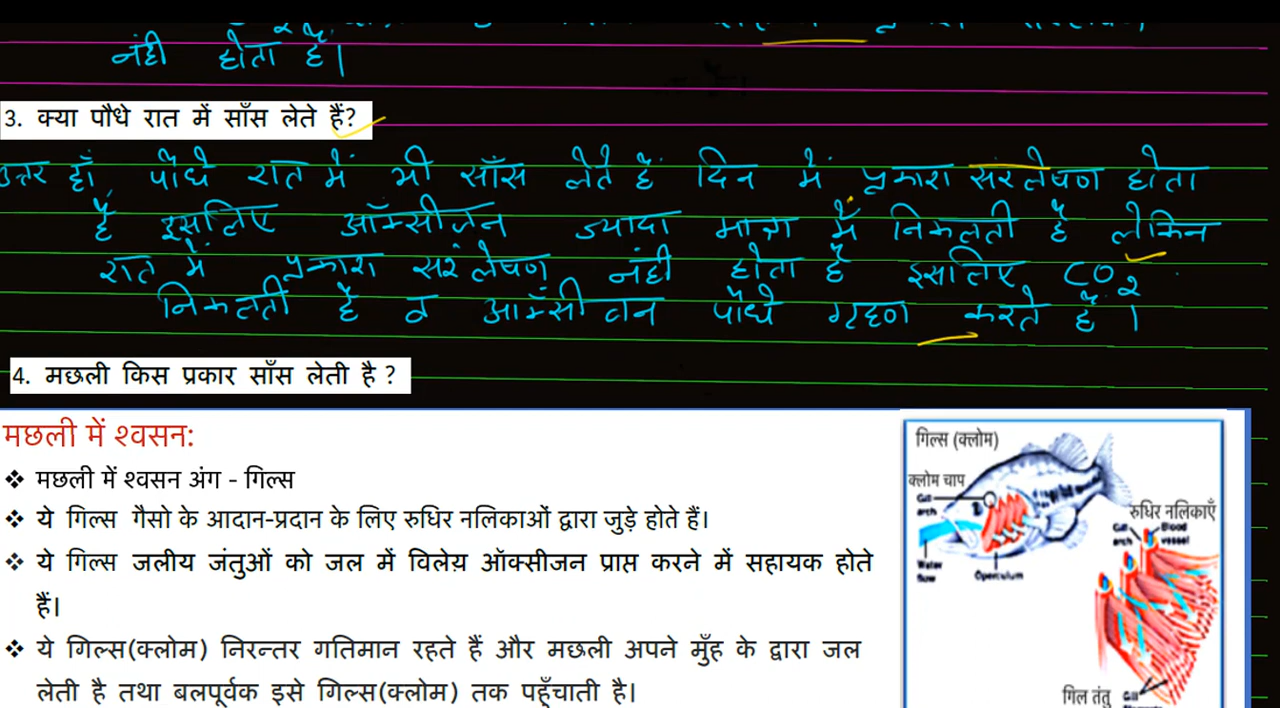 नंही होता है।
3. क्या पौधे रात में साँस लेते हैं?
उत्तर हाँ, पौधे रात में भी साँस लेते हैं दिन में प्रकाश संश्लेषण होता
है इसलिए ऑक्सीजन ज्यादा मात्रा में निकलती है लेकिन
रात में प्रकाश संश्लेषण नंही होता है इसलिए CO2
निकलती है व ऑक्सीजन पौधे ग्रहण करते हैं।
4. मछली किस प्रकार साँस लेती है ?
मछली में श्वसन:
❖ मछली में श्वसन अंग - गिल्स
❖ ये गिल्स गैसो के आदान-प्रदान के लिए रुधिर नलिकाओं द्वारा जुड़े होते हैं।
❖ ये गिल्स जलीय जंतुओं को जल में विलेय ऑक्सीजन प्राप्त करने में सहायक होते
हैं।
❖ ये गिल्स(क्लोम) निरन्तर गतिमान रहते हैं और मछली अपने मुँह के द्वारा जल
लेती है तथा बलपूर्वक इसे गिल्स(क्लोम) तक पहुँचाती है।
गिल्स (क्लोम)
क्लोम चाप
Gill
arch
Water
flow
Operculum
रुधिर नलिकाएँ
Gill
arch
Blood
vessel
गिल तंतु
Gill